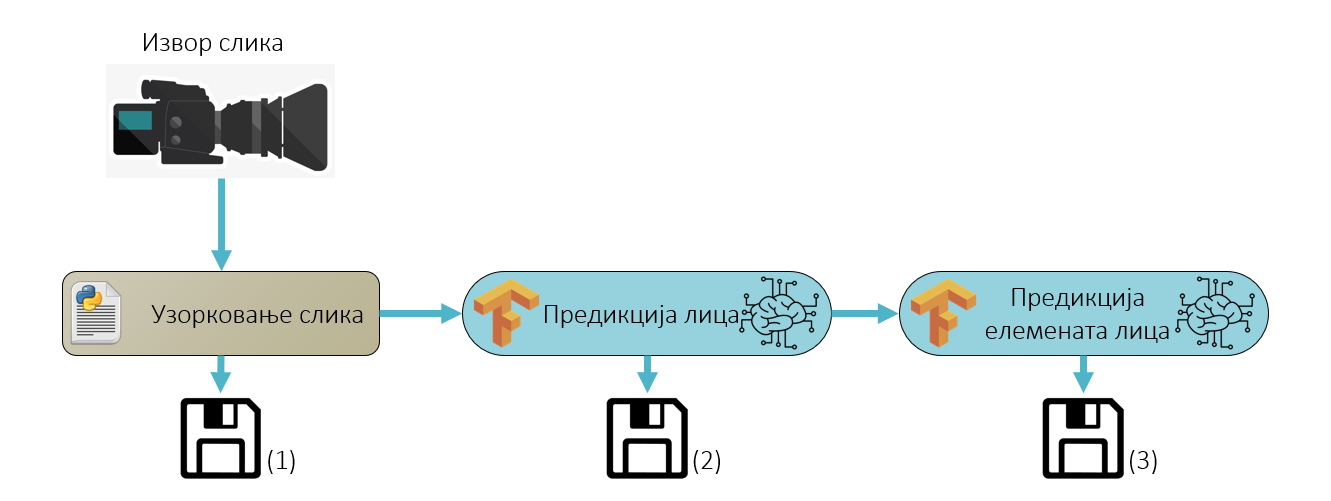 Извор слика
Узорковање слика
Предикција лица
Предикција
елемената лица
(1)
(2)
(3)